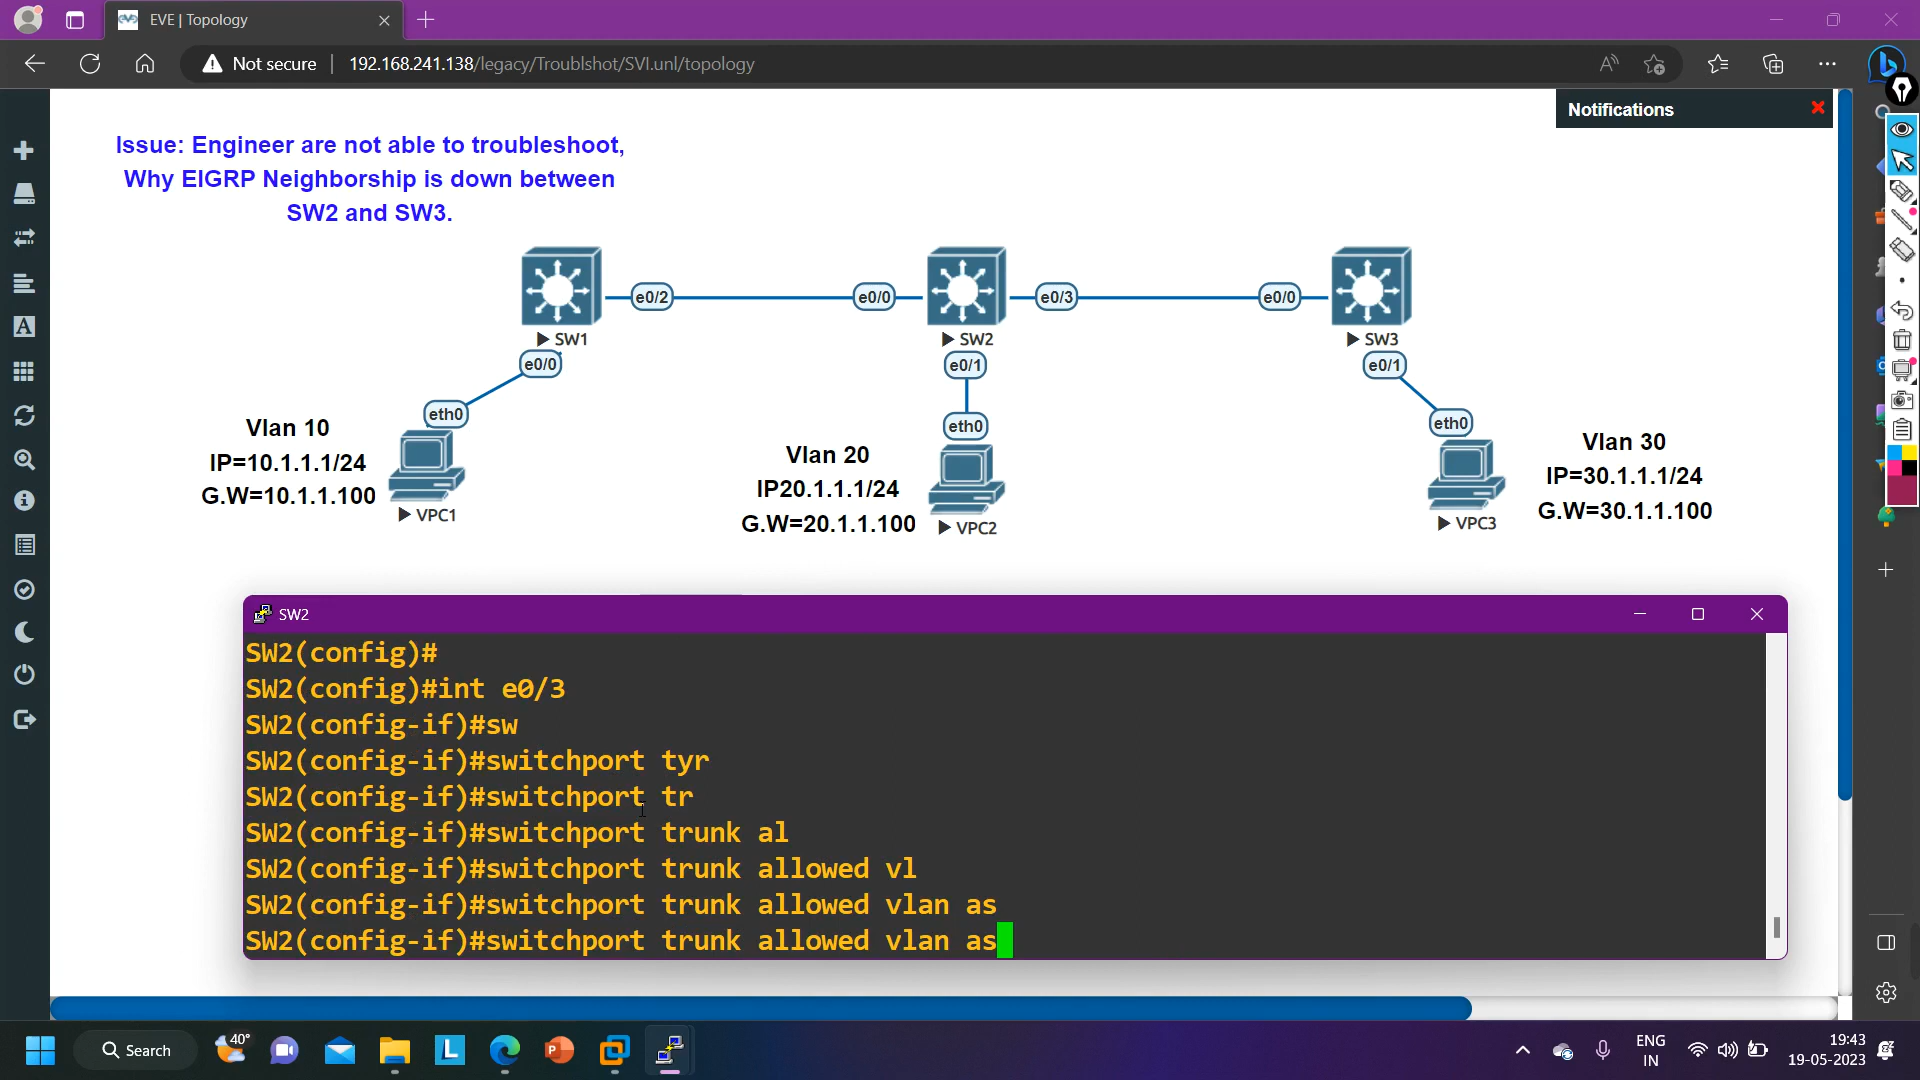 EVE | Topology
Not secure
192.168.241.138/legacy/Troublshot/SVI.unl/topology
Notifications
Issue: Engineer are not able to troubleshoot,
Why EIGRP Neighborship is down between
SW2 and SW3.
e0/2
e0/0
e0/3
e0/0
SW1
SW2
SW3
e0/0
e0/1
e0/1
eth0
eth0
eth0
Vlan 10
IP=10.1.1.1/24
G.W=10.1.1.100
VPC1
Vlan 20
IP20.1.1.1/24
G.W=20.1.1.100
VPC2
Vlan 30
IP=30.1.1.1/24
G.W=30.1.1.100
VPC3
SW2
SW2(config)#
SW2(config)#int e0/3
SW2(config-if)#sw
SW2(config-if)#switchport tyr
SW2(config-if)#switchport tr
SW2(config-if)#switchport trunk al
SW2(config-if)#switchport trunk allowed vl
SW2(config-if)#switchport trunk allowed vlan as
SW2(config-if)#switchport trunk allowed vlan as
Search
40°
ENG
IN
19:43
19-05-2023